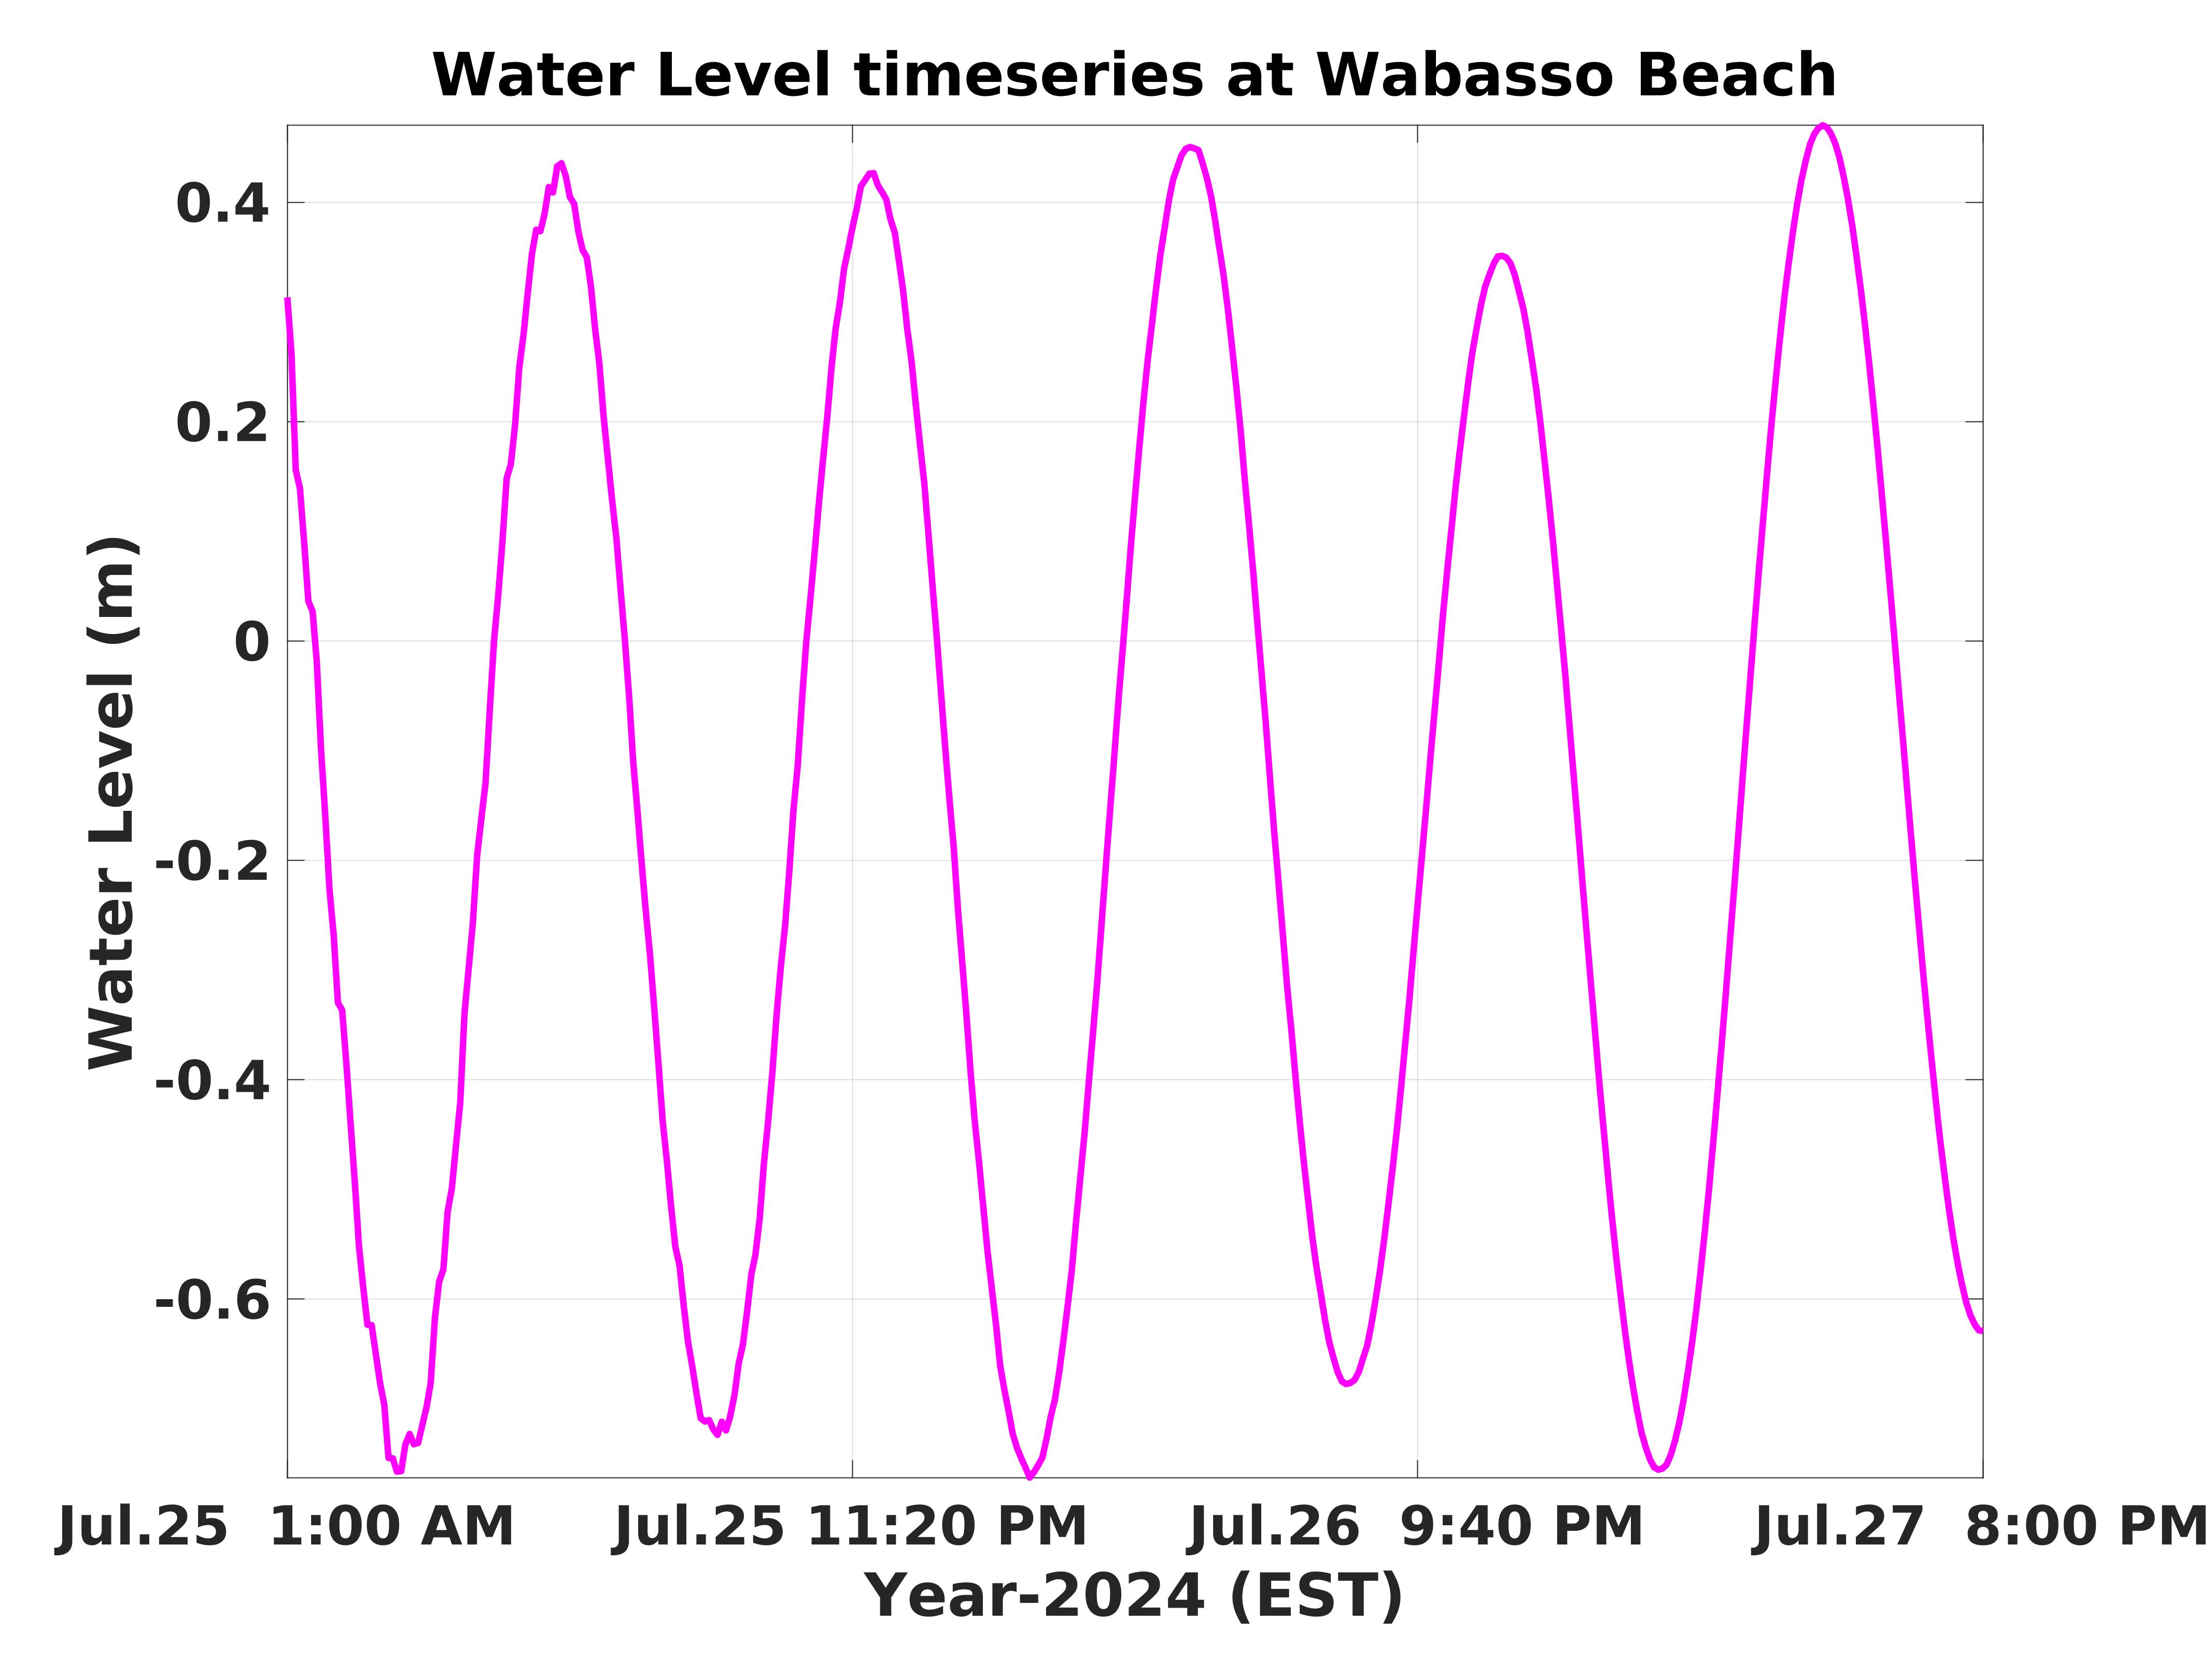 Water Level timeseries at Wabasso Beach
Water Level (m)
0.4
0.2
0
-0.2
-0.4
-0.6
Jul.25  1:00 AM
Jul.25 11:20 PM
Jul.26  9:40 PM
Jul.27  8:00 PM
Year-2024 (EST)